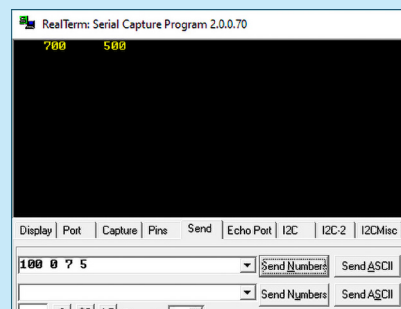 RealTerm: Serial Capture Program 2.0.0.70
700 500
Display Port Capture Pins Send Echo Port I2C I2C-2 I2CMisc
100 0 7 5 Send Numbers Send ASCII
Send Numbers Send ASCII